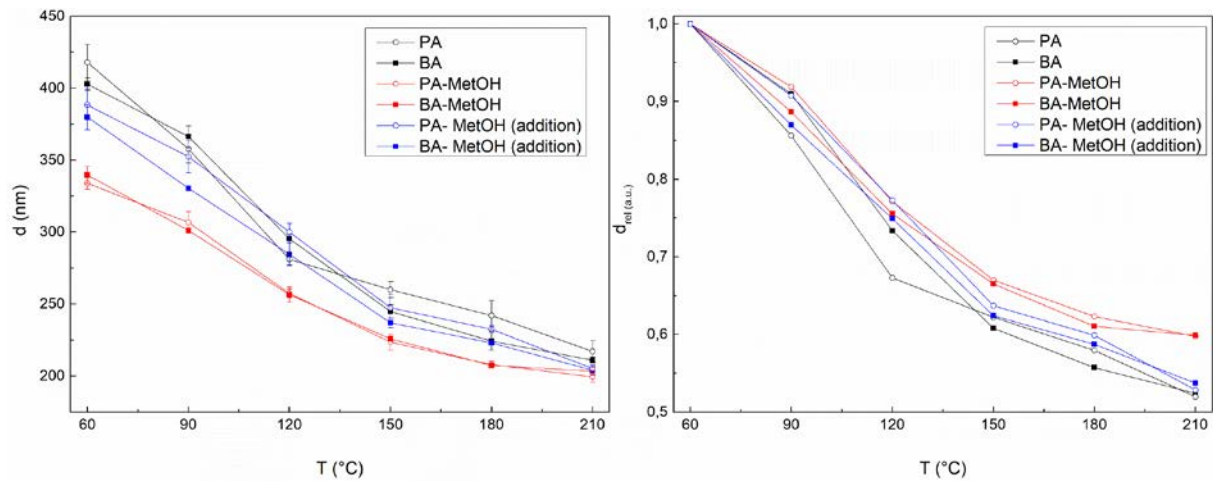 450
400
350
300
250
200
d (nm)
PA
BA
PA-MetOH
BA-MetOH
PA- MetOH (addition)
BA- MetOH (addition)
60 90 120 150 180 210
T (°C)
1,0
0,9
0,8
0,7
0,6
0,5
d rel (a.u.)
PA
BA
PA-MetOH
BA-MetOH
PA- MetOH (addition)
BA- MetOH (addition)
60 90 120 150 180 210
T (°C)